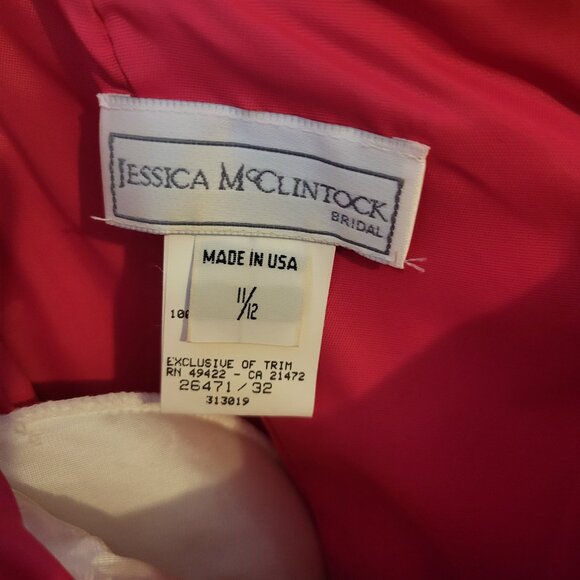 JESSICA McCLINTOCK
BRIDAL
MADE IN USA
11/12
EXCLUSIVE OF TRIM
RN 49422 - CA 21472
26471/32
313019